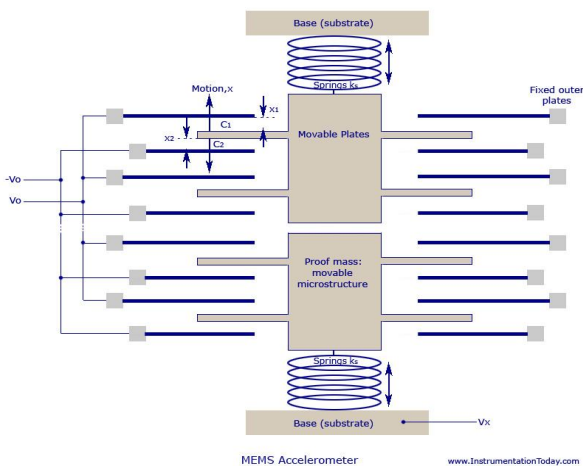 Base (substrate)
Springs ks
Motion,x
Fixed outer
plates
X1
C1
Movable Plates
X2
C2
-Vo
Vo
Proof mass:
movable
microstructure
Springs ks
Base (substrate)
Vx
MEMS Accelerometer
www.InstrumentationToday.com